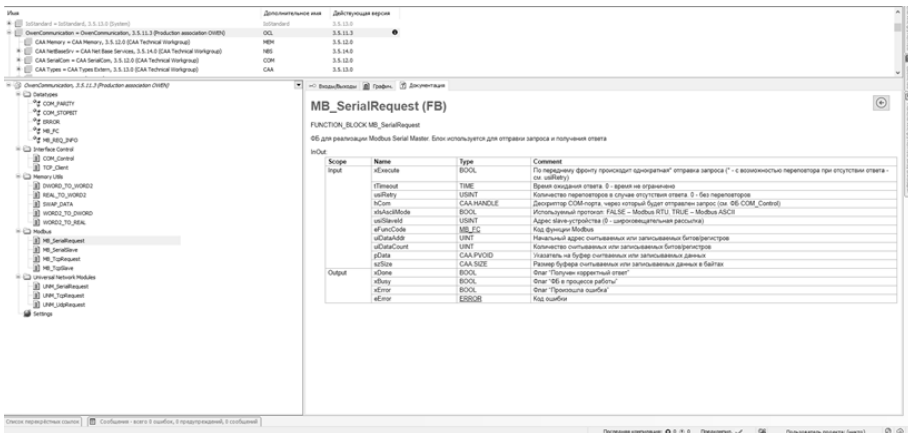 Имя Дополнительное имя Действующая версия
IoStandard = IoStandard, 3.5.13.0 (System) IoStandard 3.5.13.0
OwenCommunication = OwenCommunication, 3.5.11.3 (Production association OWEN) OCL 3.5.11.3
CAA Memory = CAA Memory, 3.5.12.0 (CAA Technical Workgroup) MEM 3.5.12.0
CAA NetBaseSrv = CAA Net Base Services, 3.5.14.0 (CAA Technical Workgroup) NBS 3.5.14.0
CAA SerialCom = CAA SerialCom, 3.5.12.0 (CAA Technical Workgroup) COM 3.5.12.0
CAA Types = CAA Types Extern, 3.5.13.0 (CAA Technical Workgroup) CAA 3.5.13.0
OwenCommunication, 3.5.11.3 (Production association OWEN)
Datatypes
COM_PARITY
COM_STOPBIT
ERROR
MB_FC
MB_REQ_INFO
Interface Control
COM_Control
TCP_Client
Memory Utils
DWORD_TO_WORD2
REAL_TO_WORD2
SWAP_DATA
WORD2_TO_DWORD
WORD2_TO_REAL
Modbus
MB_SerialRequest
MB_SerialSlave
MB_TcpRequest
MB_TcpSlave
Universal Network Modules
UNM_SerialRequest
UNM_TcpRequest
UNM_UdpRequest
Settings
Входы/Выходы Графич. Документация
MB_SerialRequest (FB)
FUNCTION_BLOCK MB_SerialRequest
ФБ для реализации Modbus Serial Master. Блок используется для отправки запроса и получения ответа
InOut:
Scope Name Type Comment
Input xExecute BOOL По переднему фронту происходит однократная* отправка запроса (* - с возможностью переповтора при отсутствии ответа -
см. usiRetry)
tTimeout TIME Время ожидания ответа. 0 - время не ограничено
usiRetry USINT Количество переповторов в случае отсутствия ответа. 0 - без переповторов
hCom CAA.HANDLE Дескриптор COM-порта, через который будет отправлен запрос (см. ФБ COM_Control)
xIsAsciiMode BOOL Используемый протокол: FALSE – Modbus RTU, TRUE – Modbus ASCII
usiSlaveId USINT Адрес slave-устройства (0 - широковещательная рассылка)
eFuncCode MB_FC Код функции Modbus
uiDataAddr UINT Начальный адрес считываемых или записываемых битов/регистров
uiDataCount UINT Количество считываемых или записываемых битов/регистров
pData CAA.PVOID Указатель на буфер считываемых или записываемых данных
szSize CAA.SIZE Размер буфера считываемых или записываемых данных в байтах
Output xDone BOOL Флаг "Получен корректный ответ"
xBusy BOOL Флаг "ФБ в процессе работы"
xError BOOL Флаг "Произошла ошибка"
eError ERROR Код ошибки
Список перекрёстных ссылок Сообщения - всего 0 ошибок, 0 предупреждений, 0 сообщений
Последняя компиляция: 0 0 Предкомпил. Пользователь проекта: (никто)